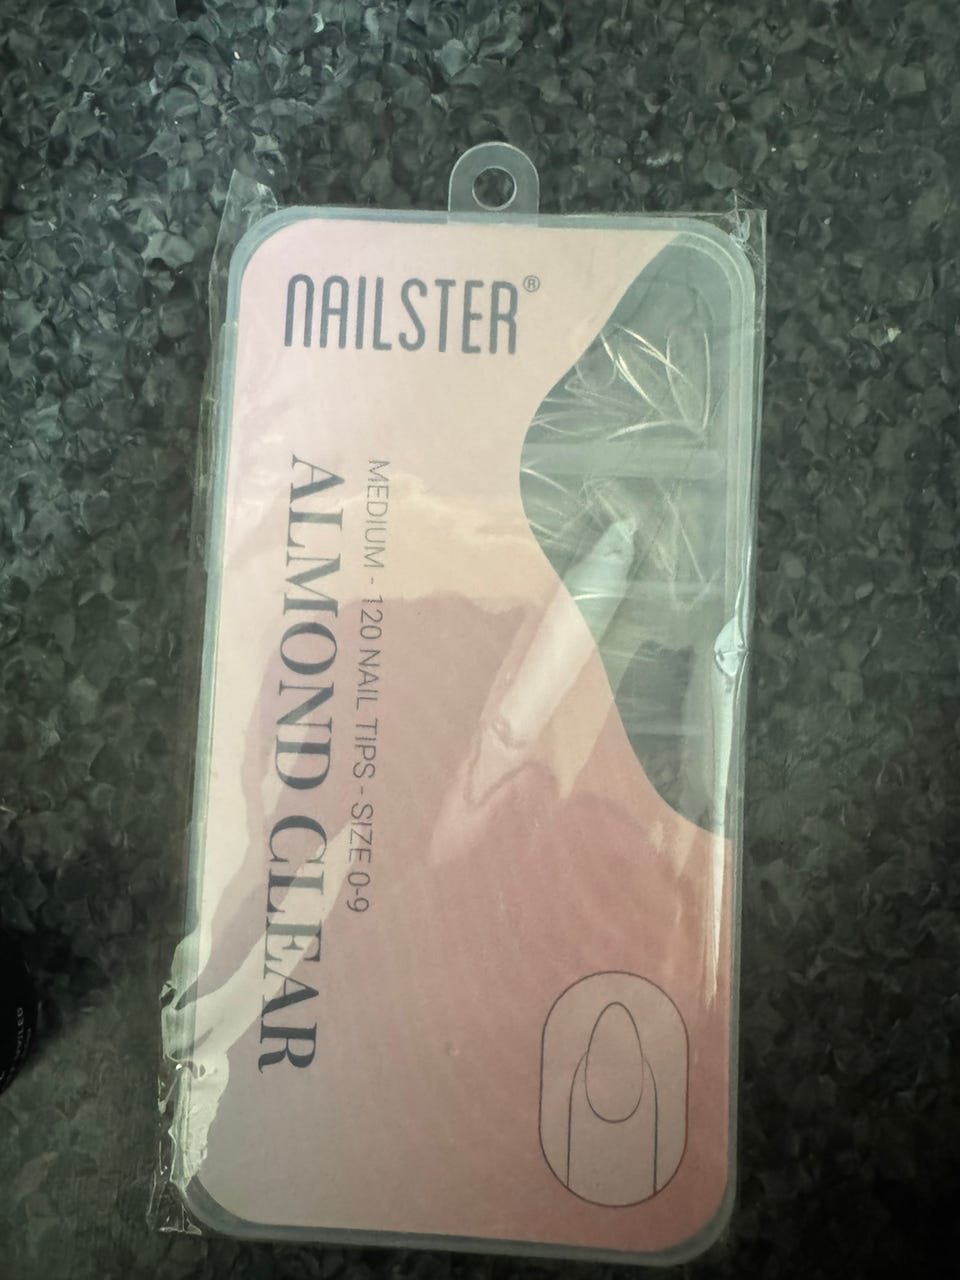 NAILSTER®
ALMOND CLEAR
MEDIUM - 120 NAIL TIPS - SIZE 0-9